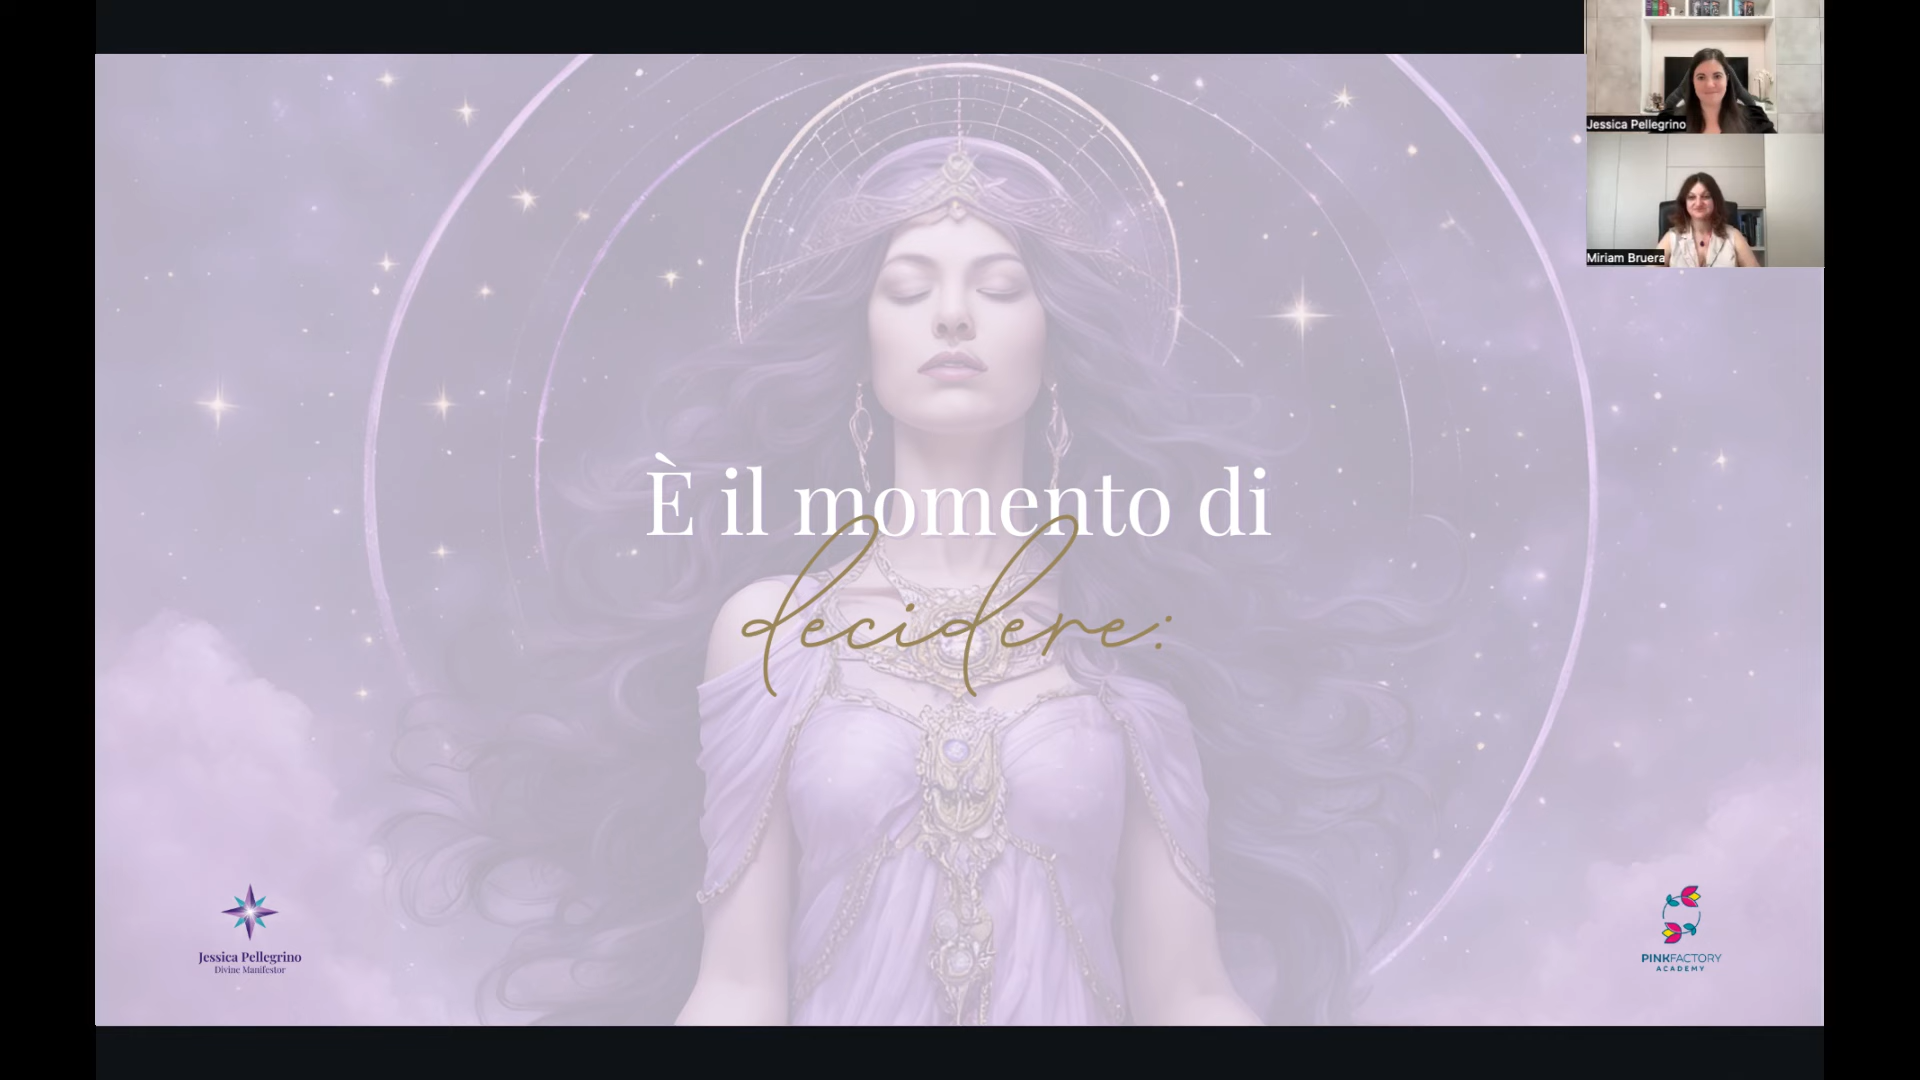 Jessica Pellegrino
Miriam Bruera
È il momento di
decidere:
Jessica Pellegrino
Divine Manifestor
PINKFACTORY
ACADEMY